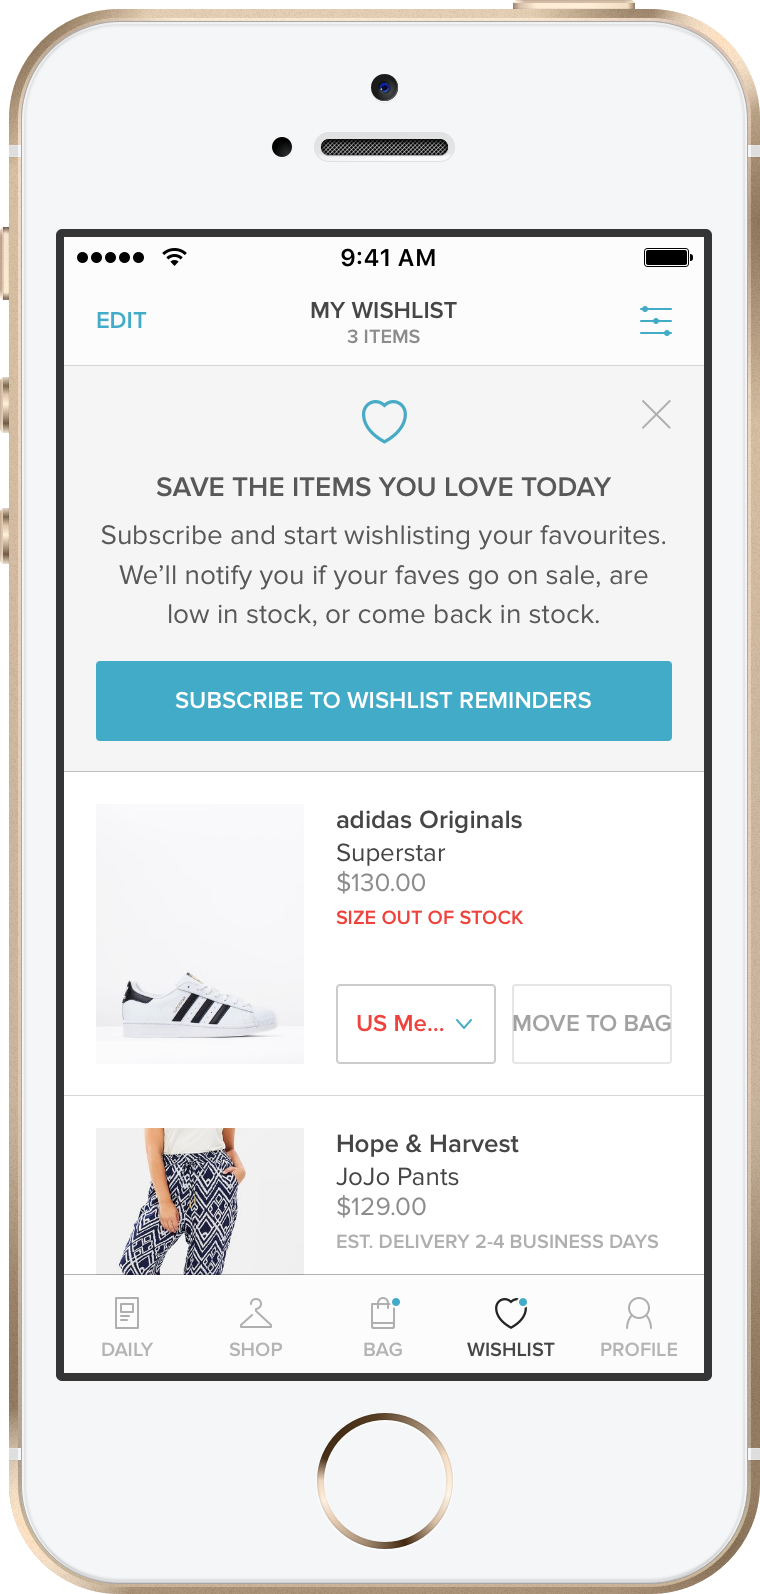 9:41 AM
EDIT
MY WISHLIST
3 ITEMS
SAVE THE ITEMS YOU LOVE TODAY
Subscribe and start wishlisting your favourites.
We’ll notify you if your faves go on sale, are
low in stock, or come back in stock.
SUBSCRIBE TO WISHLIST REMINDERS
adidas Originals
Superstar
$130.00
SIZE OUT OF STOCK
US Me...
MOVE TO BAG
Hope & Harvest
JoJo Pants
$129.00
EST. DELIVERY 2-4 BUSINESS DAYS
DAILY
SHOP
BAG
WISHLIST
PROFILE